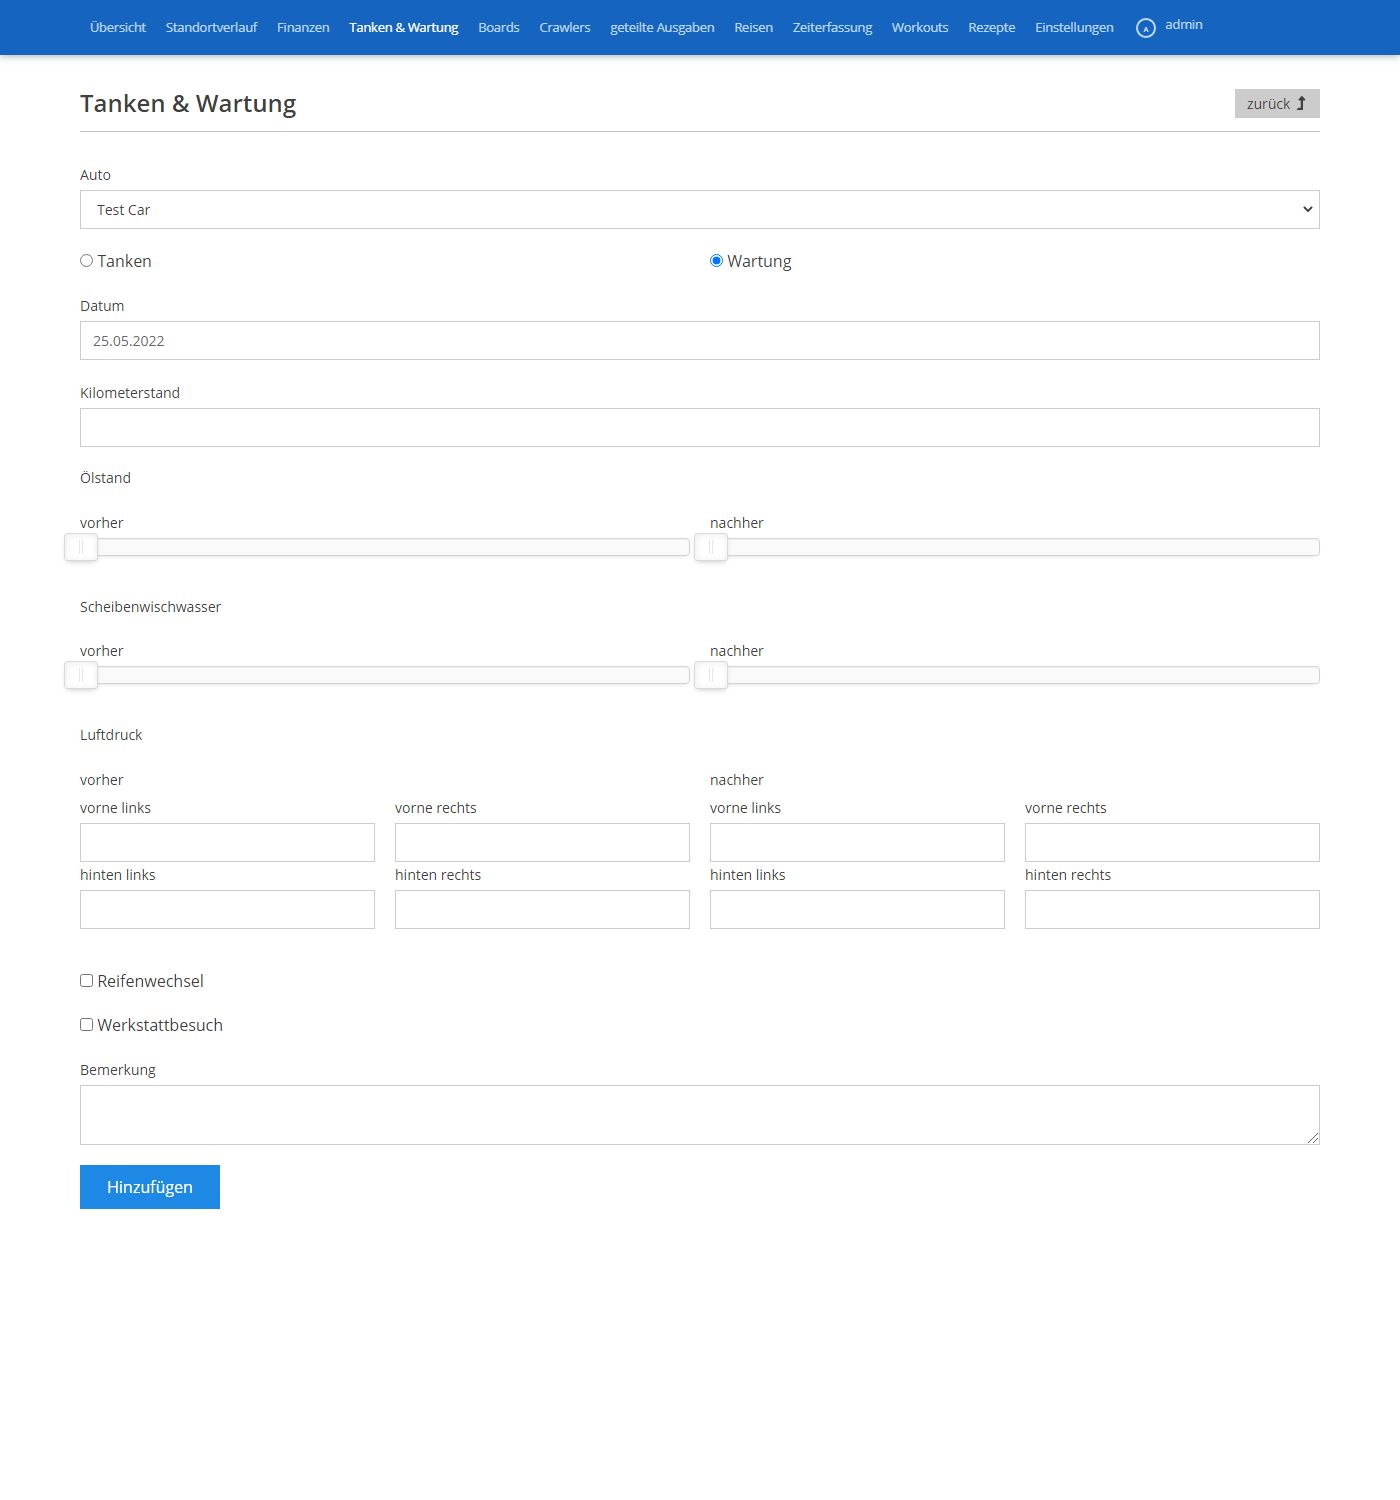 Übersicht Standortverlauf Finanzen Tanken & Wartung Boards Crawlers geteilte Ausgaben Reisen Zeiterfassung Workouts Rezepte Einstellungen A admin
Tanken & Wartung zurück
Auto
Test Car
Tanken Wartung
Datum
25.05.2022
Kilometerstand
Ölstand
vorher nachher
Scheibenwischwasser
vorher nachher
Luftdruck
vorher nachher
vorne links vorne rechts vorne links vorne rechts
hinten links hinten rechts hinten links hinten rechts
Reifenwechsel
Werkstattbesuch
Bemerkung
Hinzufügen